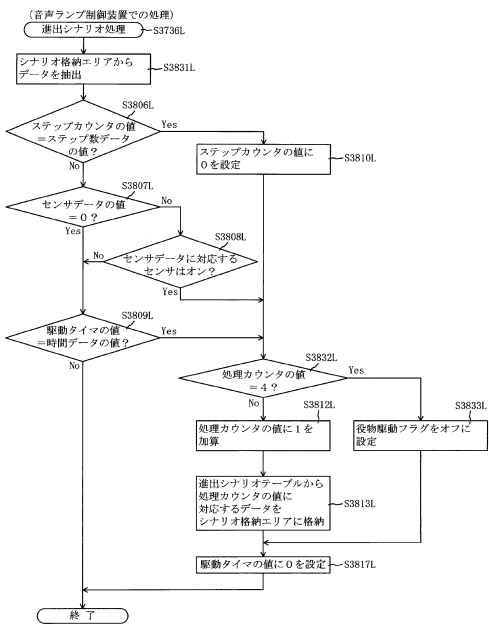 (音声ランプ制御装置での処理)
進出シナリオ処理
S3736L
シナリオ格納エリアから
データを抽出
S3831L
S3806L
ステップカウンタの値
＝ステップ数データ
の値？
Yes
No
ステップカウンタの値に
０を設定
S3810L
S3807L
センサデータの値
＝０？
No
Yes
S3808L
センサデータに対応する
センサはオン？
No
Yes
S3809L
駆動タイマの値
＝時間データの値？
Yes
No
S3832L
処理カウンタの値
＝４？
Yes
No
S3812L
処理カウンタの値に１を
加算
S3833L
役物駆動フラグをオフに
設定
進出シナリオテーブルから
処理カウンタの値に
対応するデータを
シナリオ格納エリアに格納
S3813L
駆動タイマの値に０を設定
S3817L
終了